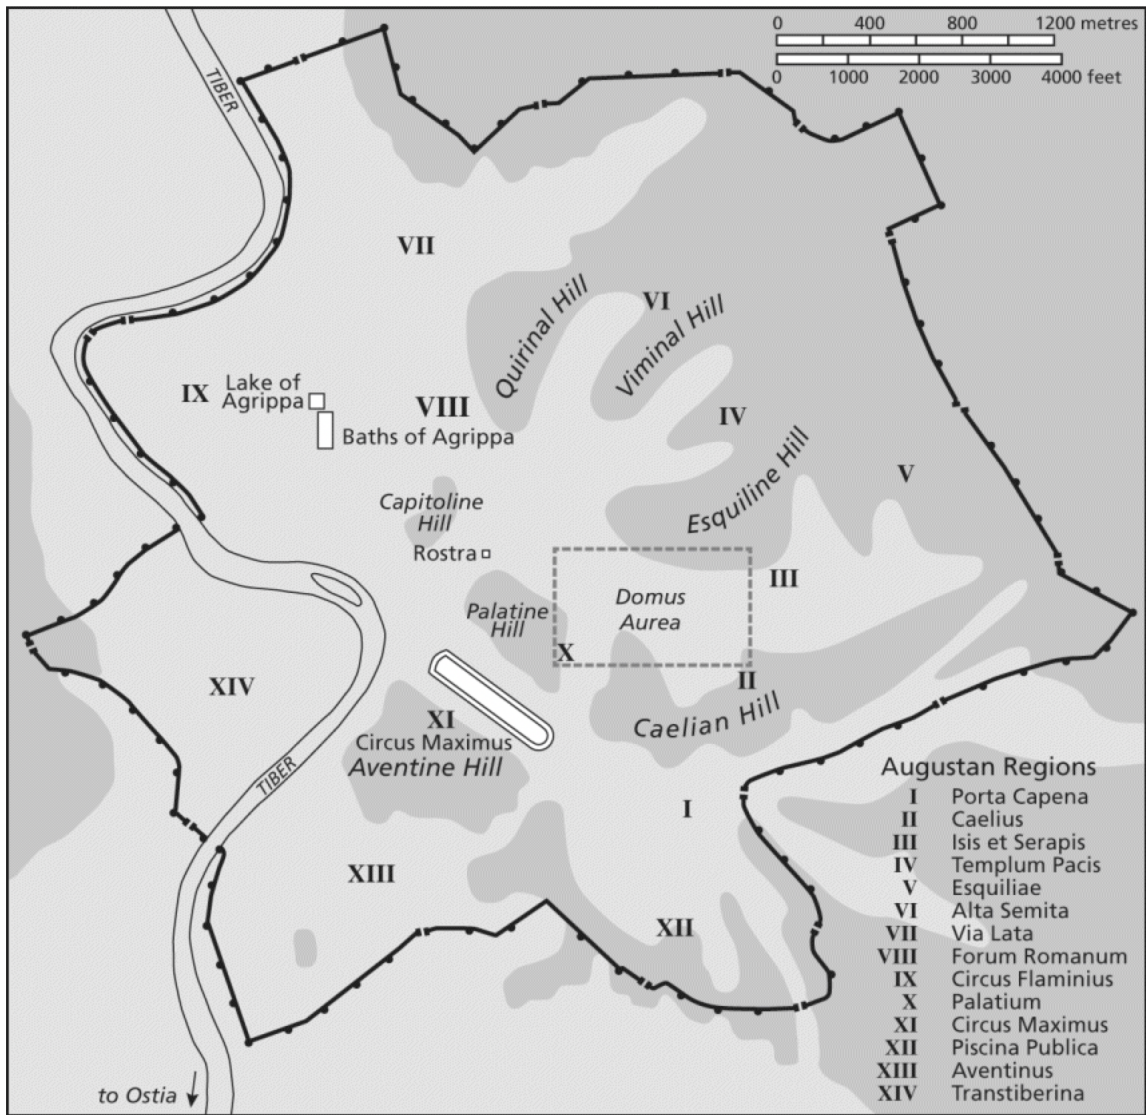 0 400 800 1200 metres
0 1000 2000 3000 4000 feet
TIBER
VII
Quirinal Hill
VI
Viminal Hill
IX
Lake of
Agrippa
VIII
Baths of Agrippa
IV
Esquiline Hill
V
Capitoline
Hill
Rostra
III
Domus
Aurea
Palatine
Hill
X
XIV
II
XI
Circus Maximus
Aventine Hill
Caelian Hill
TIBER
I
XIII
XII
to Ostia
Augustan Regions
I Porta Capena
II Caelius
III Isis et Serapis
IV Templum Pacis
V Esquiliae
VI Alta Semita
VII Via Lata
VIII Forum Romanum
IX Circus Flaminius
X Palatium
XI Circus Maximus
XII Piscina Publica
XIII Aventinus
XIV Transtiberina